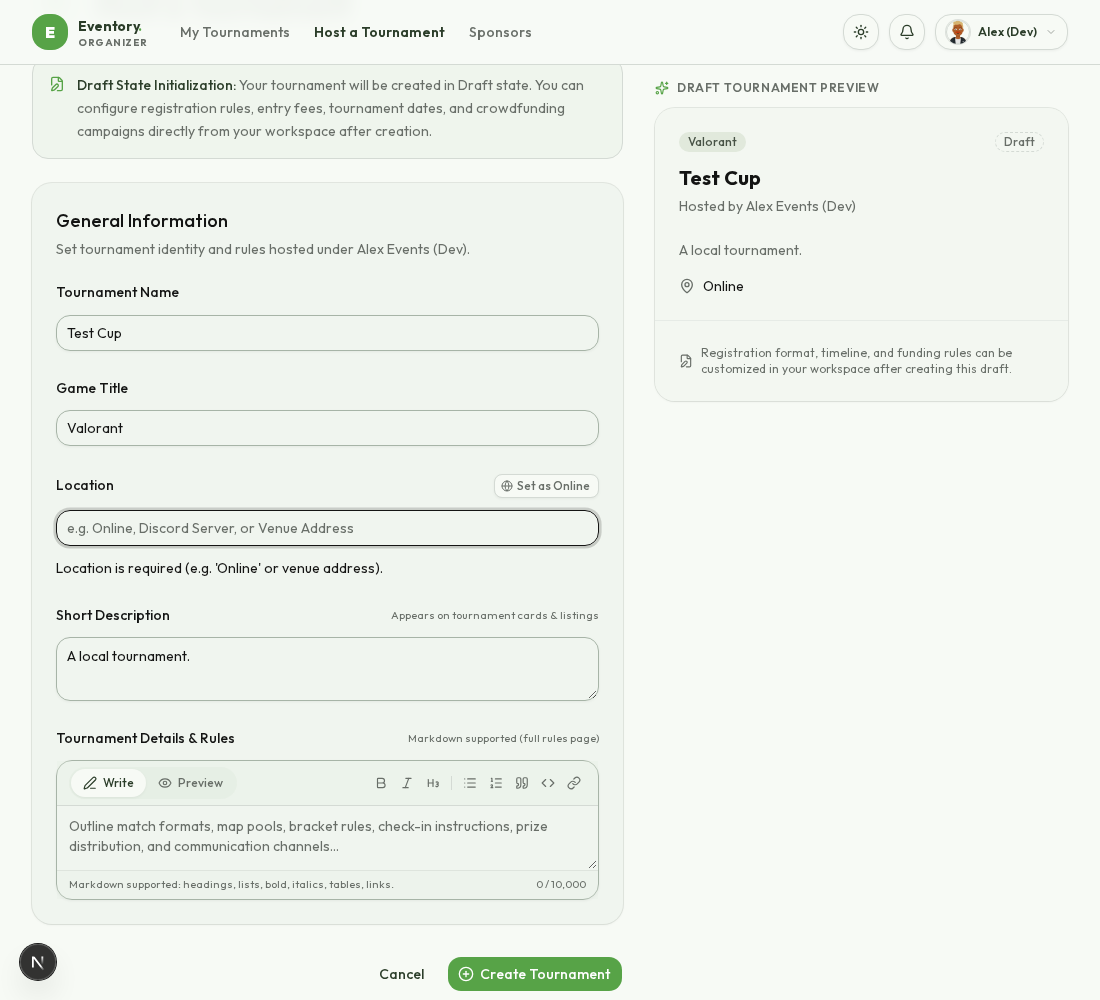 E
Eventory.
ORGANIZER
My Tournaments
Host a Tournament
Sponsors
Alex (Dev)
Draft State Initialization: Your tournament will be created in Draft state. You can
configure registration rules, entry fees, tournament dates, and crowdfunding
campaigns directly from your workspace after creation.
General Information
Set tournament identity and rules hosted under Alex Events (Dev).
Tournament Name
Test Cup
Game Title
Valorant
Location
Set as Online
e.g. Online, Discord Server, or Venue Address
Location is required (e.g. 'Online' or venue address).
Short Description
Appears on tournament cards & listings
A local tournament.
Tournament Details & Rules
Markdown supported (full rules page)
Write
Preview
H3
Outline match formats, map pools, bracket rules, check-in instructions, prize
distribution, and communication channels...
Markdown supported: headings, lists, bold, italics, tables, links.
0 / 10,000
Cancel
Create Tournament
N
DRAFT TOURNAMENT PREVIEW
Valorant
Draft
Test Cup
Hosted by Alex Events (Dev)
A local tournament.
Online
Registration format, timeline, and funding rules can be
customized in your workspace after creating this draft.